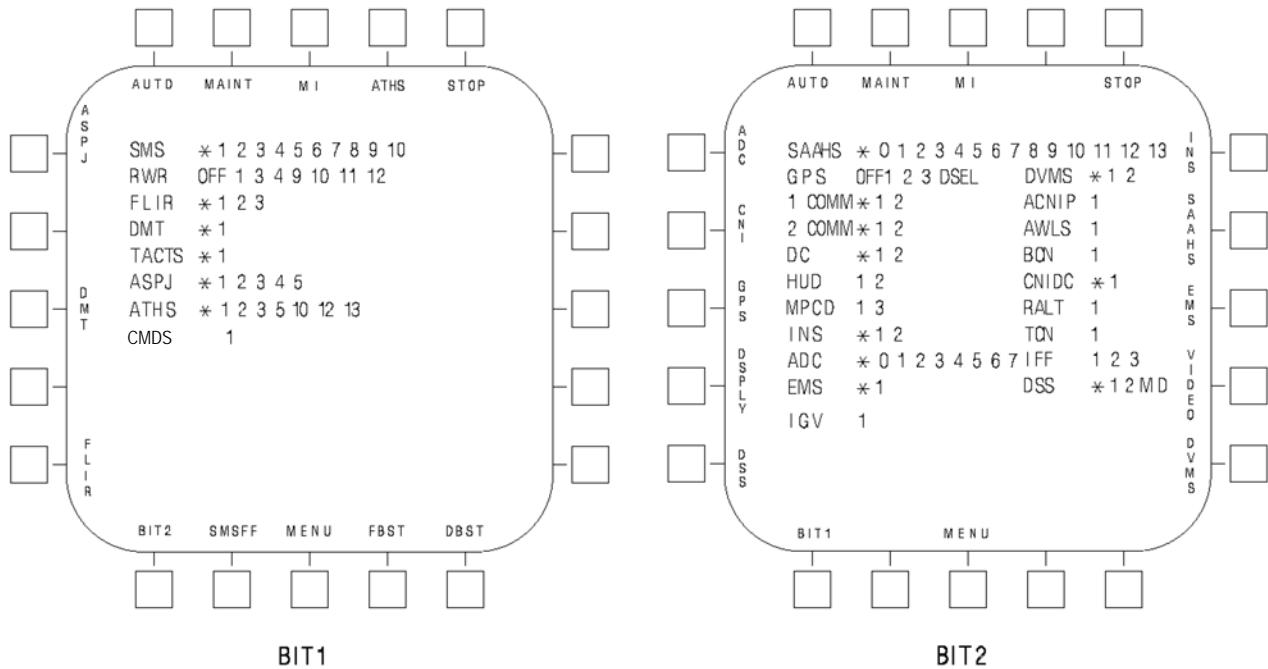 AUTO MAINT MI ATHS STOP
ASPJ
DMT
FLIR
SMS * 1 2 3 4 5 6 7 8 9 10
RWR OFF 1 3 4 9 10 11 12
FLIR * 1 2 3
DMT * 1
TACTS * 1
ASPJ * 1 2 3 4 5
ATHS * 1 2 3 5 10 12 13
CMDS 1
BIT2 SMSFF MENU FBST DBST
BIT1
AUTO MAINT MI STOP
ADC
CNI
GPS
DSPLY
DSS
SAAHS * 0 1 2 3 4 5 6 7 8 9 10 11 12 13
GPS OFF 1 2 3 DSEL DVMS * 1 2
1 COMM * 1 2 ACNIP 1
2 COMM * 1 2 AWLS 1
DC * 1 2 BCN 1
HUD 1 2 CNIDC * 1
MPCD 1 3 RALT 1
INS * 1 2 TCN 1
ADC * 0 1 2 3 4 5 6 7 IFF 1 2 3
EMS * 1 DSS * 1 2 MD
IGV 1
INS
SAAHS
EMS
VIDEO
DVMS
BIT1 MENU
BIT2